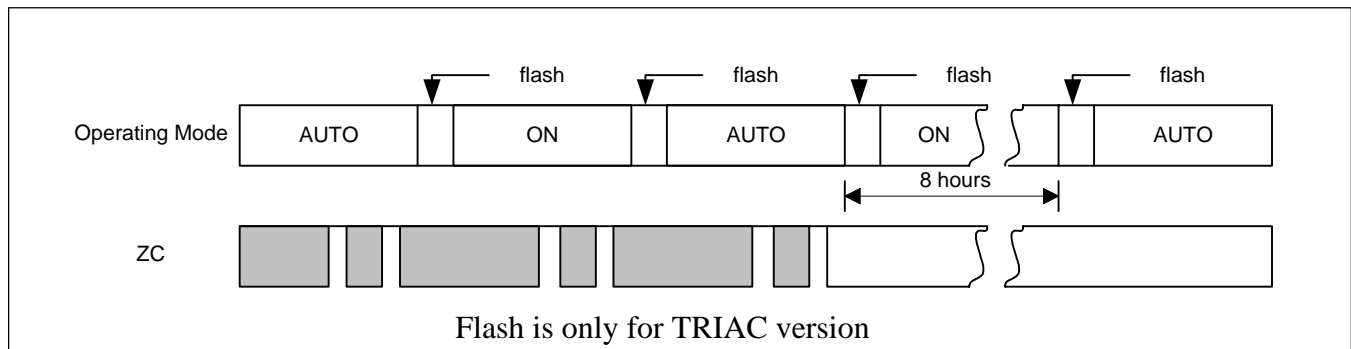 flash flash flash flash
Operating Mode AUTO ON AUTO ON AUTO
8 hours
ZC
Flash is only for TRIAC version